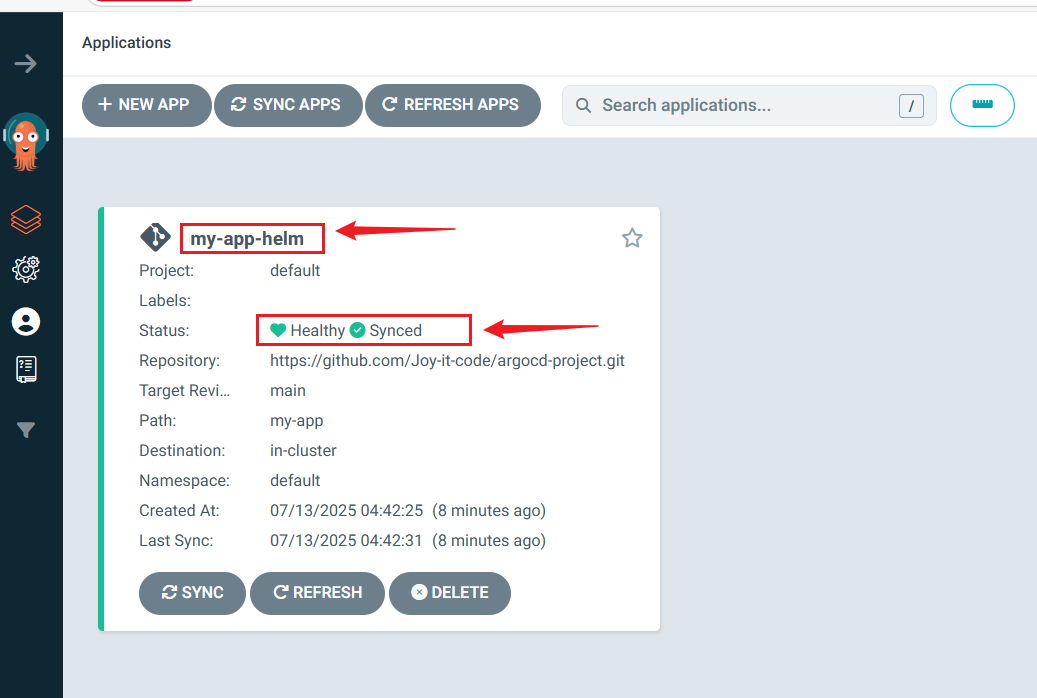 Applications
NEW APP SYNC APPS REFRESH APPS Search applications... /
my-app-helm
Project: default
Labels:
Status: Healthy Synced
Repository: https://github.com/Joy-it-code/argocd-project.git
Target Revi... main
Path: my-app
Destination: in-cluster
Namespace: default
Created At: 07/13/2025 04:42:25 (8 minutes ago)
Last Sync: 07/13/2025 04:42:31 (8 minutes ago)
SYNC REFRESH DELETE